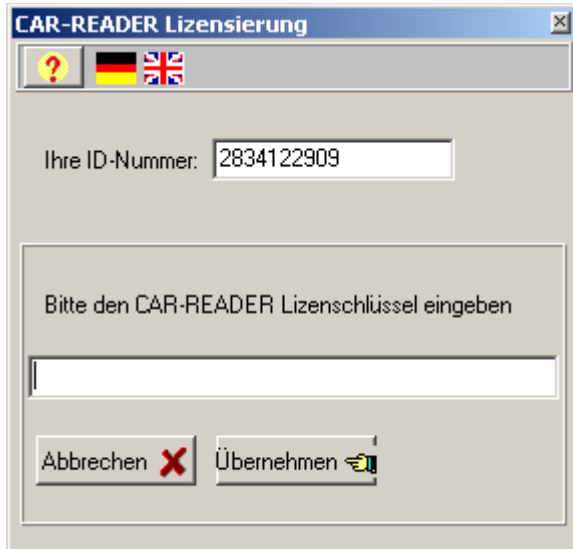 CAR-READER Lizensierung
?
Ihre ID-Nummer: 2834122909
Bitte den CAR-READER Lizenschlüssel eingeben
Abbrechen Übernehmen